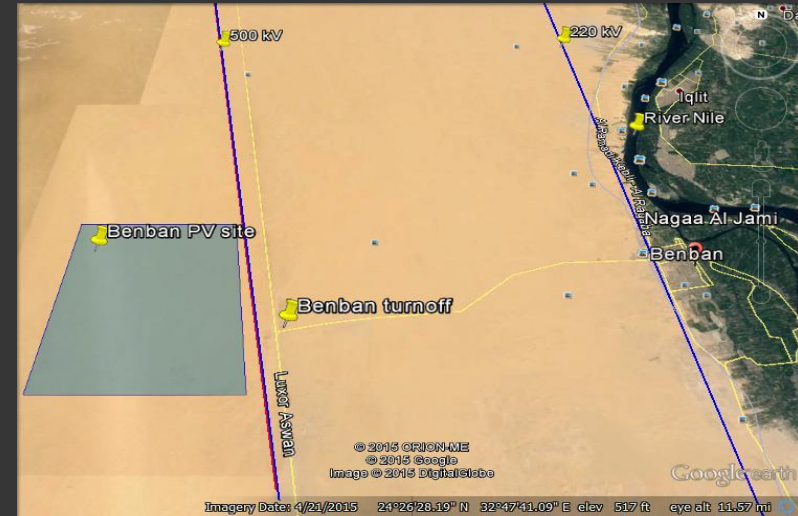 500 kV
220 kV
N
Iqlit
River Nile
Nagaa Al Jami
Benban PV site
Benban
Benban turnoff
Luxor Aswan
© 2015 ORION-ME
© 2015 Google
Image © 2015 DigitalGlobe
Google earth
Imagery Date: 4/21/2015 24°26'28.19" N 32°47'41.09" E elev 517 ft eye alt 11.57 mi